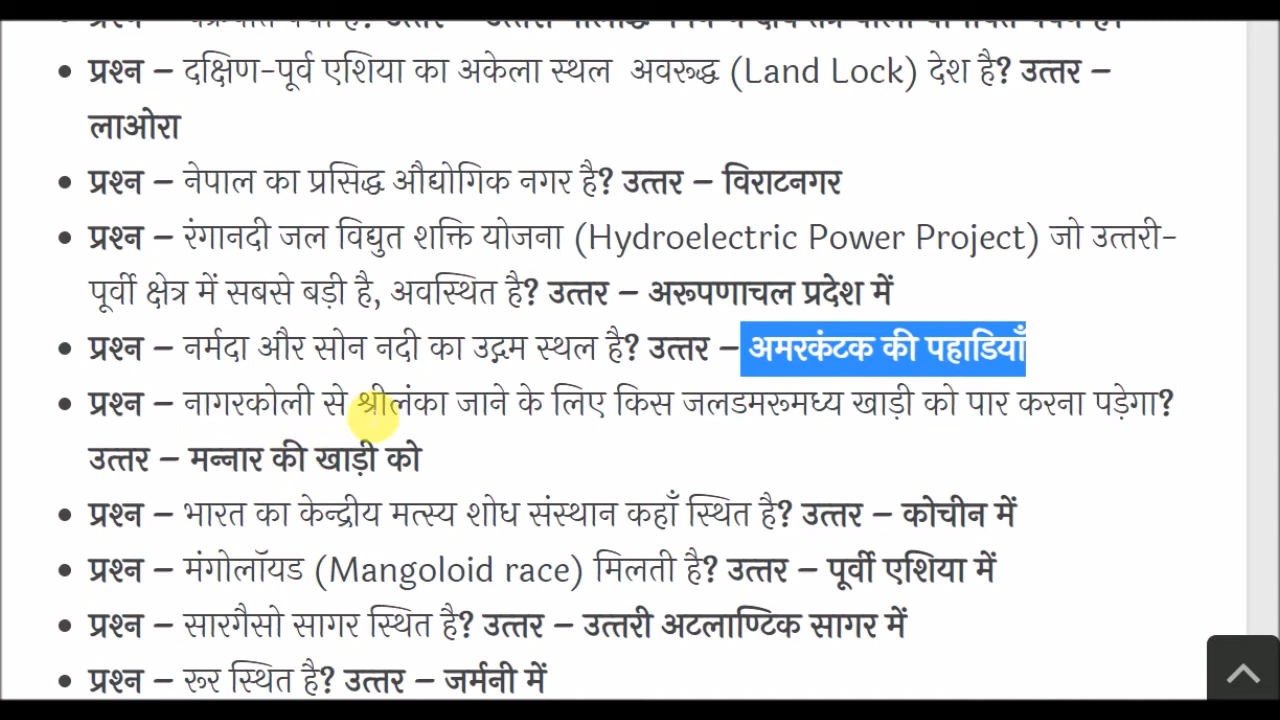 • प्रश्न – दक्षिण-पूर्व एशिया का अकेला स्थल अवरुद्ध (Land Lock) देश है? उत्तर –
लाओरा
• प्रश्न – नेपाल का प्रसिद्ध औद्योगिक नगर है? उत्तर – विराटनगर
• प्रश्न – रंगानदी जल विद्युत शक्ति योजना (Hydroelectric Power Project) जो उत्तरी-
पूर्वी क्षेत्र में सबसे बड़ी है, अवस्थित है? उत्तर – अरूपणाचल प्रदेश में
• प्रश्न – नर्मदा और सोन नदी का उद्गम स्थल है? उत्तर – अमरकंटक की पहाडियाँ
• प्रश्न – नागरकोली से श्रीलंका जाने के लिए किस जलडमरूमध्य खाड़ी को पार करना पड़ेगा?
उत्तर – मन्नार की खाड़ी को
• प्रश्न – भारत का केन्द्रीय मत्स्य शोध संस्थान कहाँ स्थित है? उत्तर – कोचीन में
• प्रश्न – मंगोलॉयड (Mangoloid race) मिलती है? उत्तर – पूर्वी एशिया में
• प्रश्न – सारगैसो सागर स्थित है? उत्तर – उत्तरी अटलाण्टिक सागर में
• प्रश्न – रूर स्थित है? उत्तर – जर्मनी में